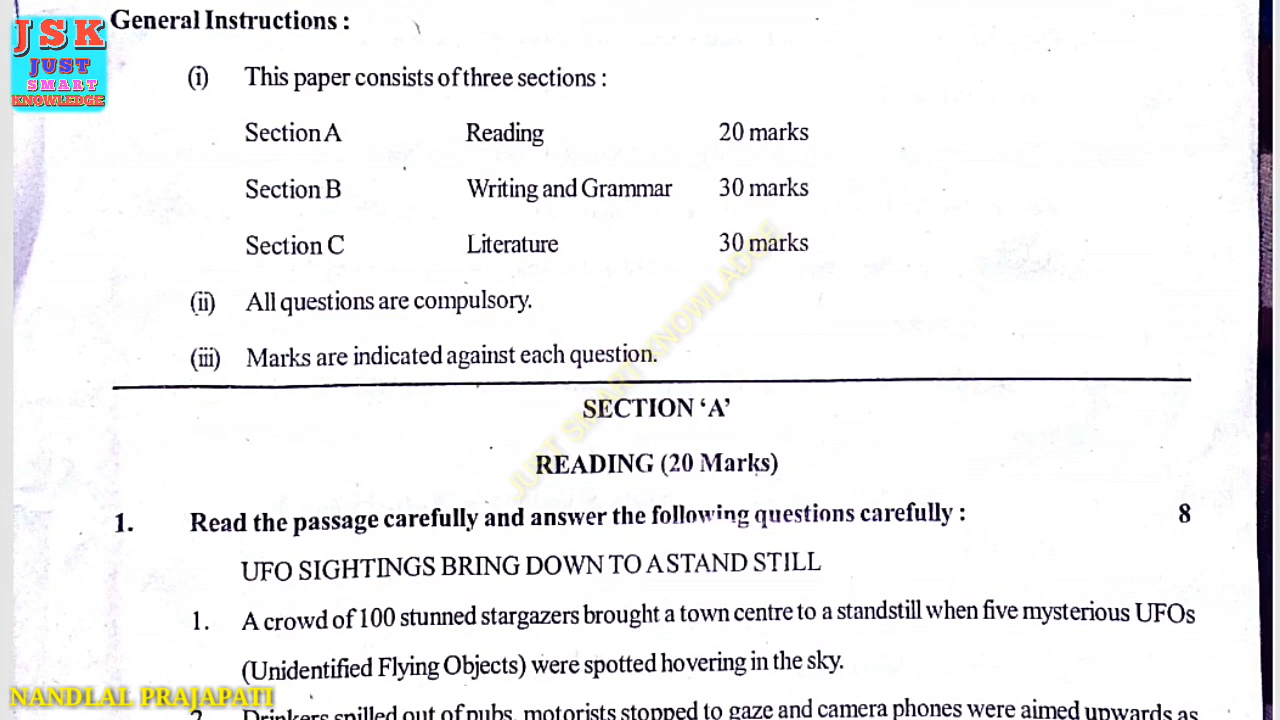 JSK
JUST
SMART
KNOWLEDGE
General Instructions :
(i) This paper consists of three sections :
Section A Reading 20 marks
Section B Writing and Grammar 30 marks
Section C Literature 30 marks
(ii) All questions are compulsory.
(iii) Marks are indicated against each question.
JUST SMART KNOWLADGE
SECTION ‘A’
READING (20 Marks)
1. Read the passage carefully and answer the following questions carefully : 8
UFO SIGHTINGS BRING DOWN TO A STAND STILL
1. A crowd of 100 stunned stargazers brought a town centre to a standstill when five mysterious UFOs
(Unidentified Flying Objects) were spotted hovering in the sky.
2. Drinkers spilled out of pubs, motorists stopped to gaze and camera phones were aimed upwards as
NANDLAL PRAJAPATI